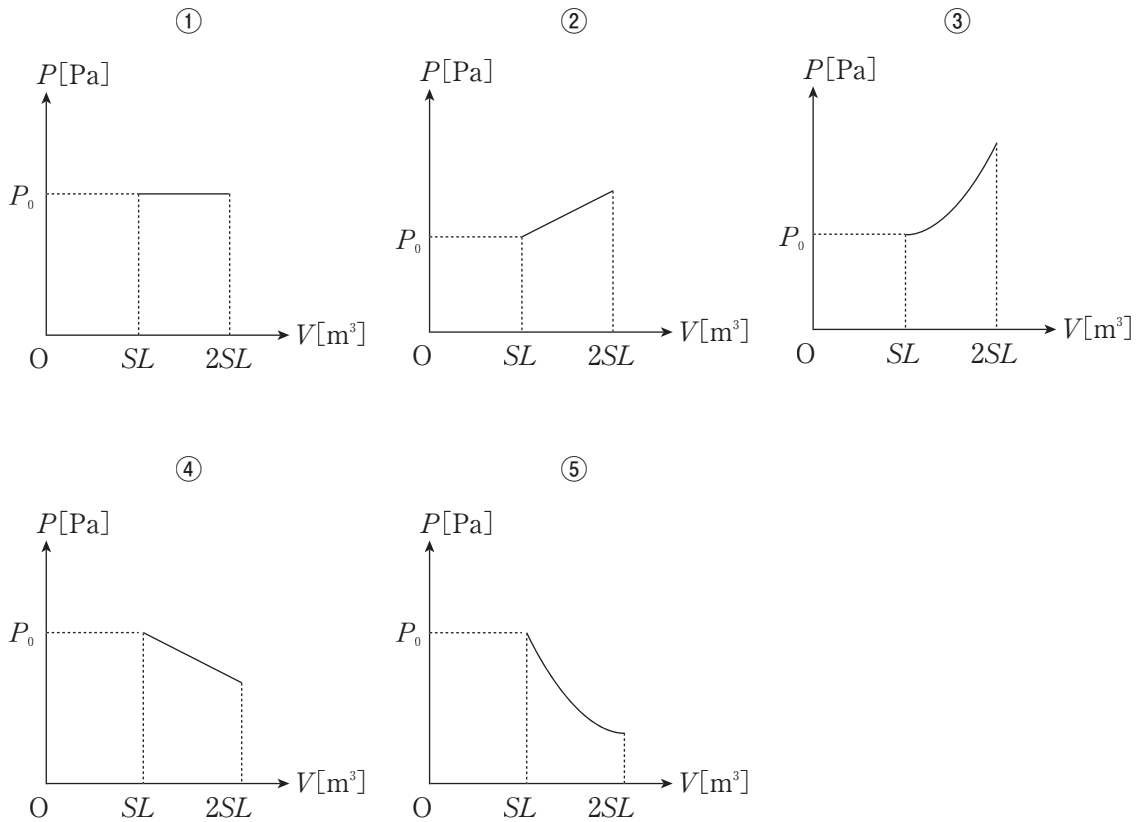 ① ② ③
P[Pa] P[Pa] P[Pa]
P₀ P₀ P₀
V[m³] V[m³] V[m³]
O SL 2SL O SL 2SL O SL 2SL
④ ⑤
P[Pa] P[Pa]
P₀ P₀
V[m³] V[m³]
O SL 2SL O SL 2SL